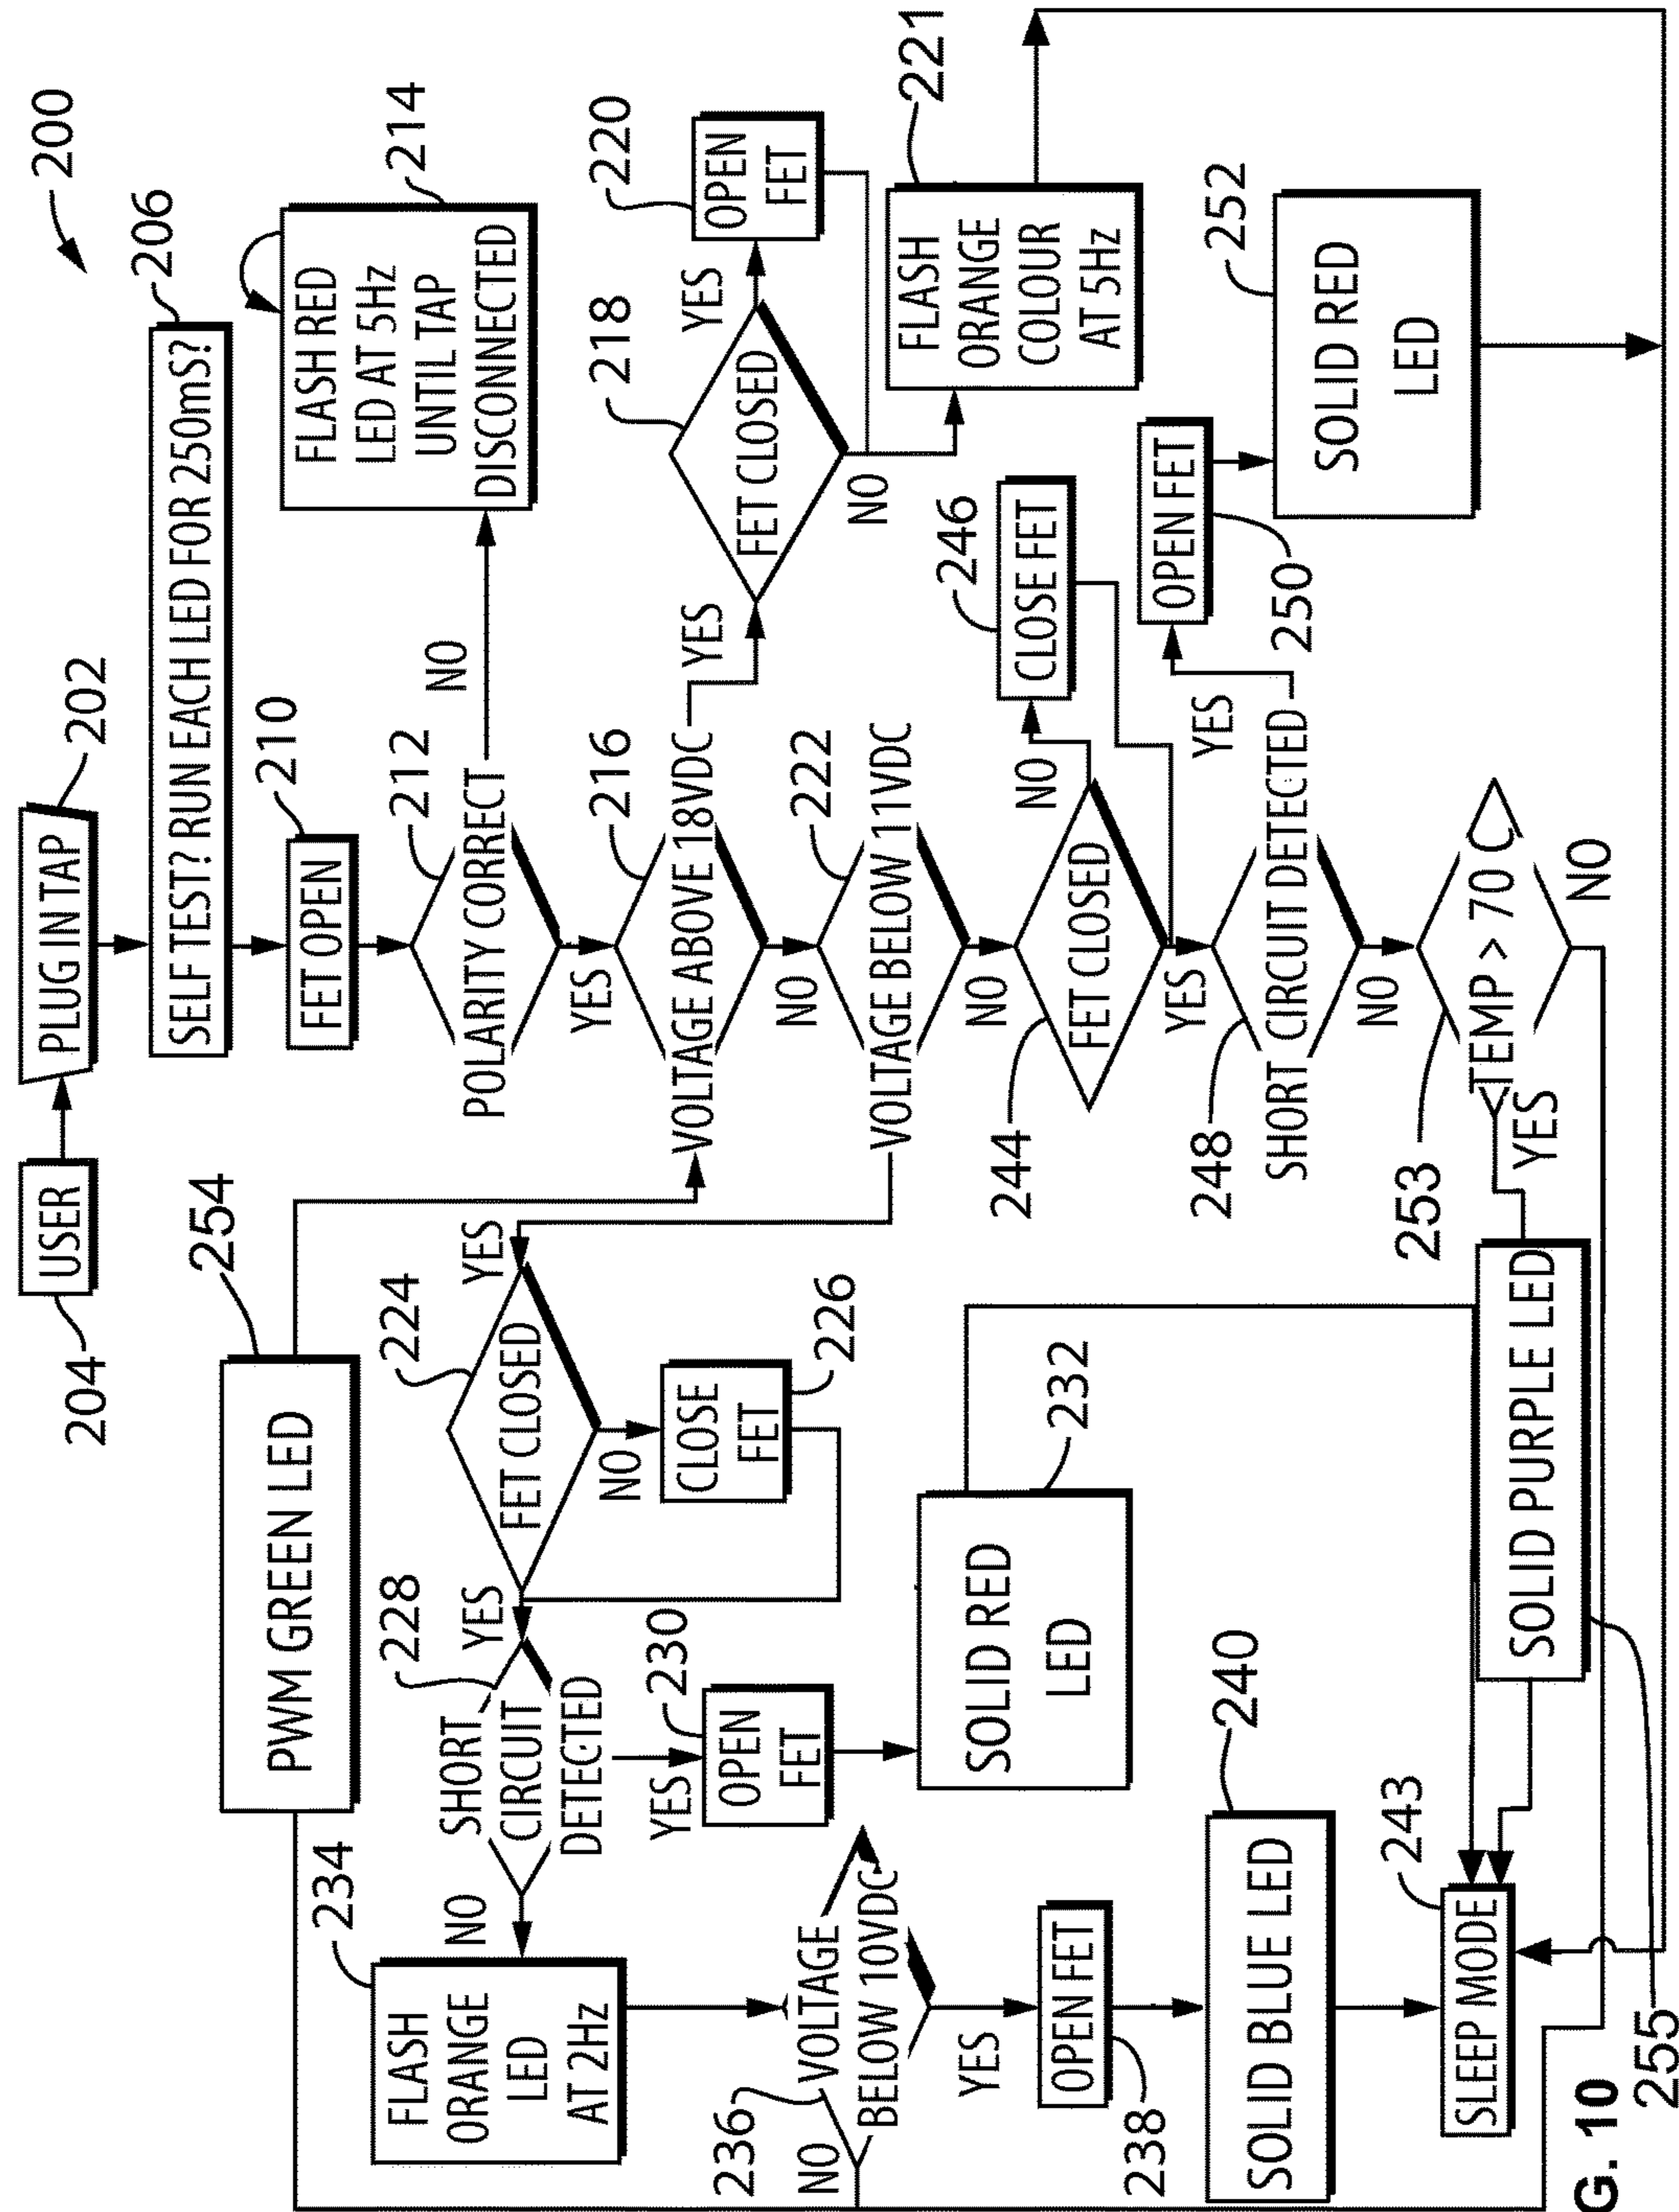 200
USER
204
PLUG IN TAP
202
SELF TEST? RUN EACH LED FOR 250mS?
206
FET OPEN
210
POLARITY CORRECT
212
NO
FLASH RED
LED AT 5Hz
UNTIL TAP
DISCONNECTED
214
YES
PWM GREEN LED
254
VOLTAGE ABOVE 18VDC
216
YES
FET CLOSED
218
YES
OPEN
FET
220
NO
FLASH
ORANGE
COLOUR
AT 5Hz
221
NO
VOLTAGE BELOW 11VDC
222
YES
FET CLOSED
224
NO
CLOSE
FET
226
YES
SHORT
CIRCUIT
DETECTED
228
YES
OPEN
FET
230
SOLID RED
LED
232
NO
FLASH
ORANGE
LED
AT 2Hz
234
VOLTAGE
BELOW 10VDC
236
NO
YES
OPEN FET
238
SOLID BLUE LED
240
SLEEP MODE
243
NO
FET CLOSED
244
NO
CLOSE FET
246
YES
SHORT CIRCUIT DETECTED
248
YES
OPEN FET
250
SOLID RED
LED
252
NO
TEMP > 70 C
253
YES
NO
SOLID PURPLE LED
255
G. 10